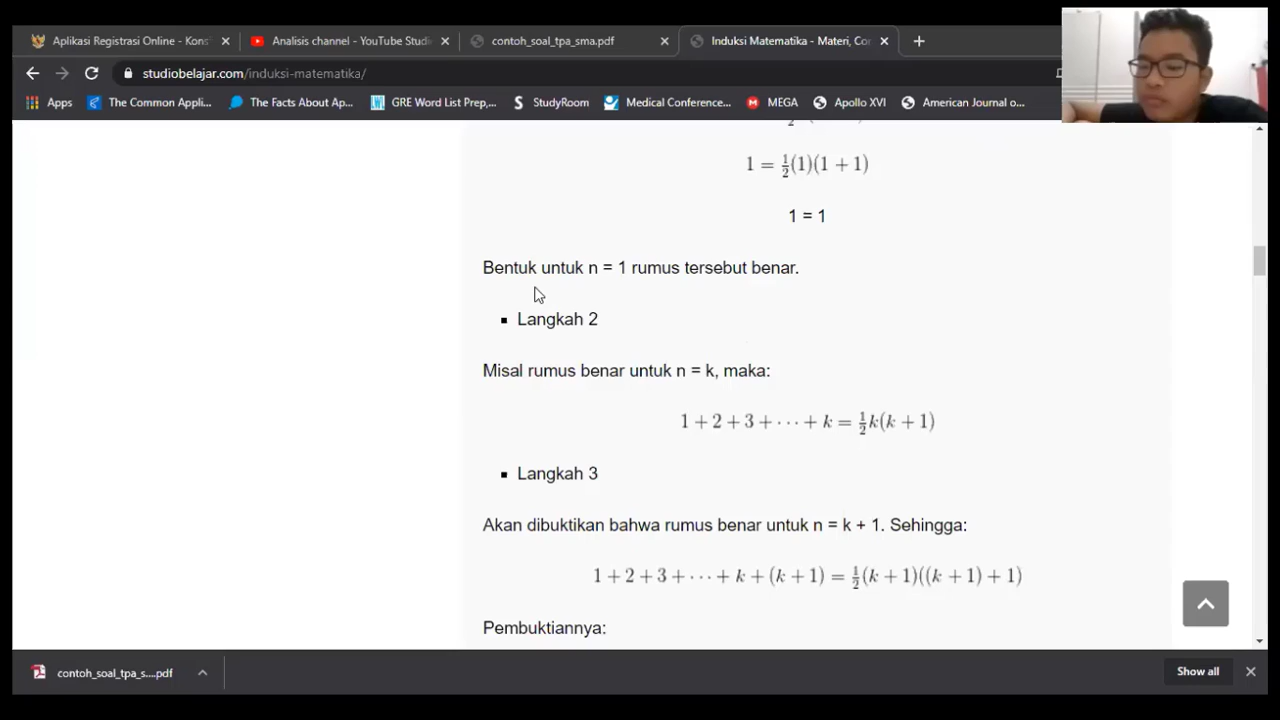 Aplikasi Registrasi Online - Kons
Analisis channel - YouTube Studi
contoh_soal_tpa_sma.pdf
Induksi Matematika - Materi, Co
studiobelajar.com/induksi-matematika/
Apps
The Common Appli...
The Facts About Ap...
GRE Word List Prep,...
StudyRoom
Medical Conference...
MEGA
Apollo XVI
American Journal o...
1 = ½(1)(1 + 1)
1 = 1
Bentuk untuk n = 1 rumus tersebut benar.
▪ Langkah 2
Misal rumus benar untuk n = k, maka:
1 + 2 + 3 + ··· + k = ½k(k + 1)
▪ Langkah 3
Akan dibuktikan bahwa rumus benar untuk n = k + 1. Sehingga:
1 + 2 + 3 + ··· + k + (k + 1) = ½(k + 1)((k + 1) + 1)
Pembuktiannya:
contoh_soal_tpa_s....pdf
Show all